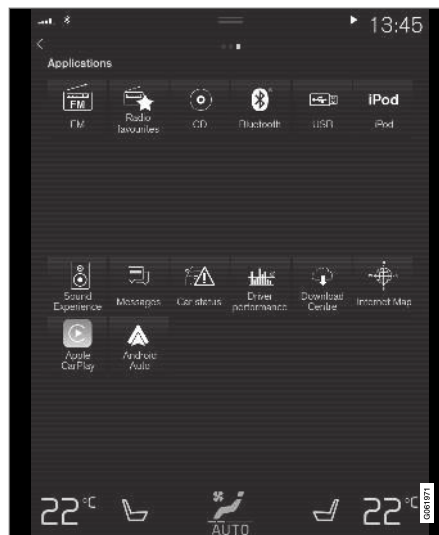 13:45
Applications
FM
FM Radio CD Bluetooth USB iPod
favourites
iPod
Sound Messages Car status Driver Download Internet Map
Experience performance Centre
Apple Android
CarPlay Auto
22°C 22°C
AUTO
G061971